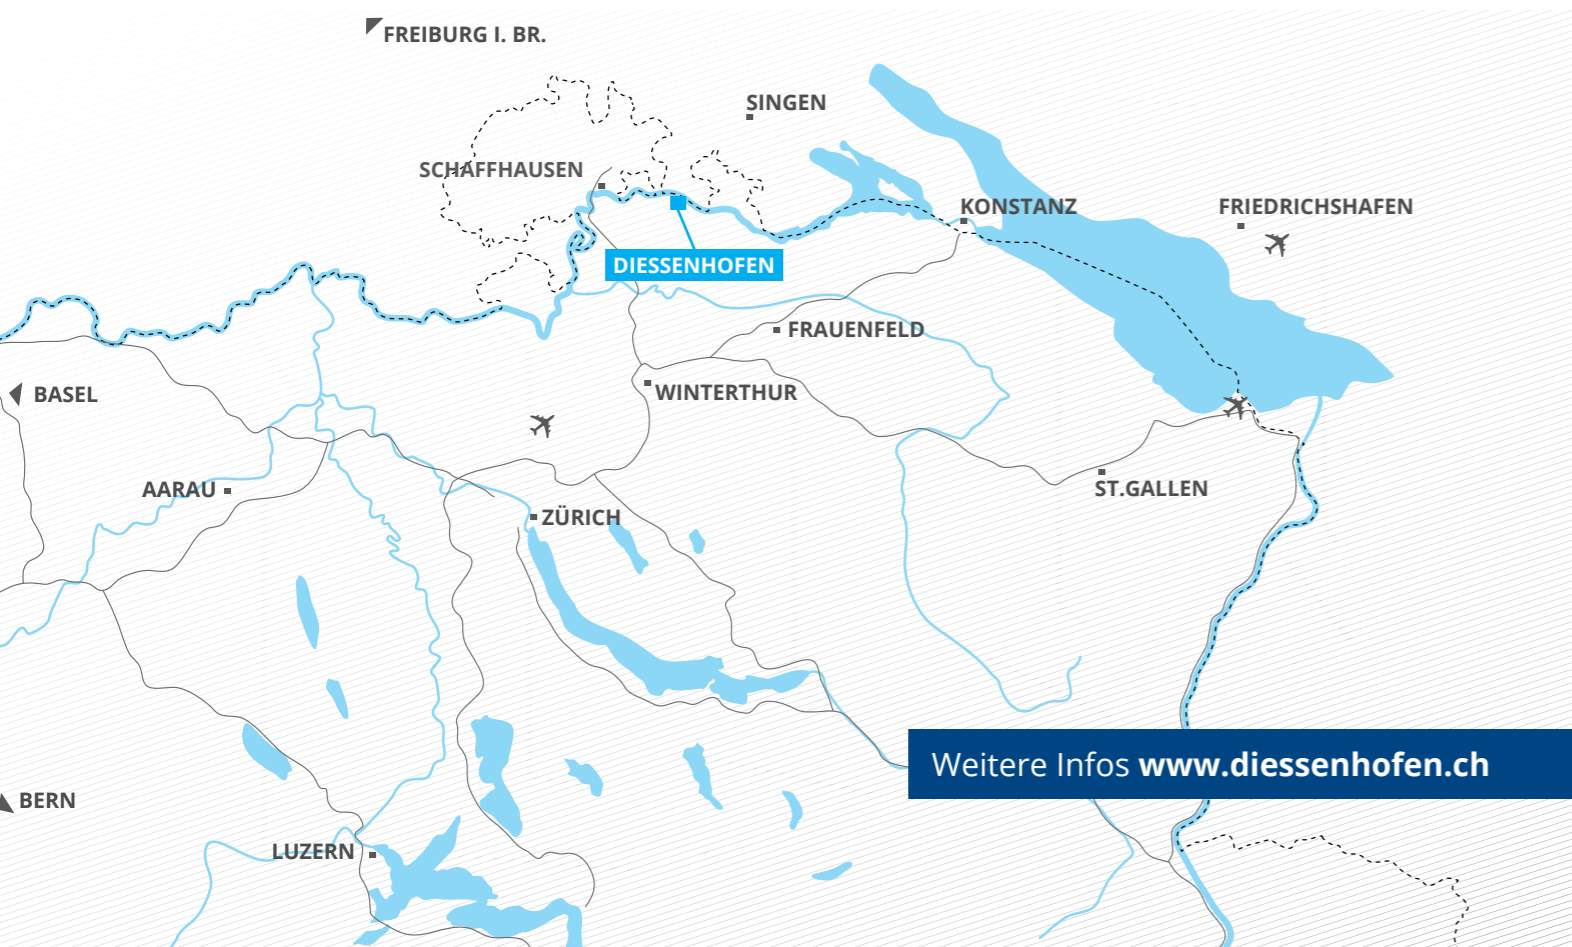 FREIBURG I. BR.
SINGEN
SCHAFFHAUSEN
KONSTANZ
FRIEDRICHSHAFEN
DIESSENHOFEN
FRAUENFELD
BASEL
WINTERTHUR
AARAU
ST.GALLEN
ZÜRICH
Weitere Infos www.diessenhofen.ch
BERN
LUZERN